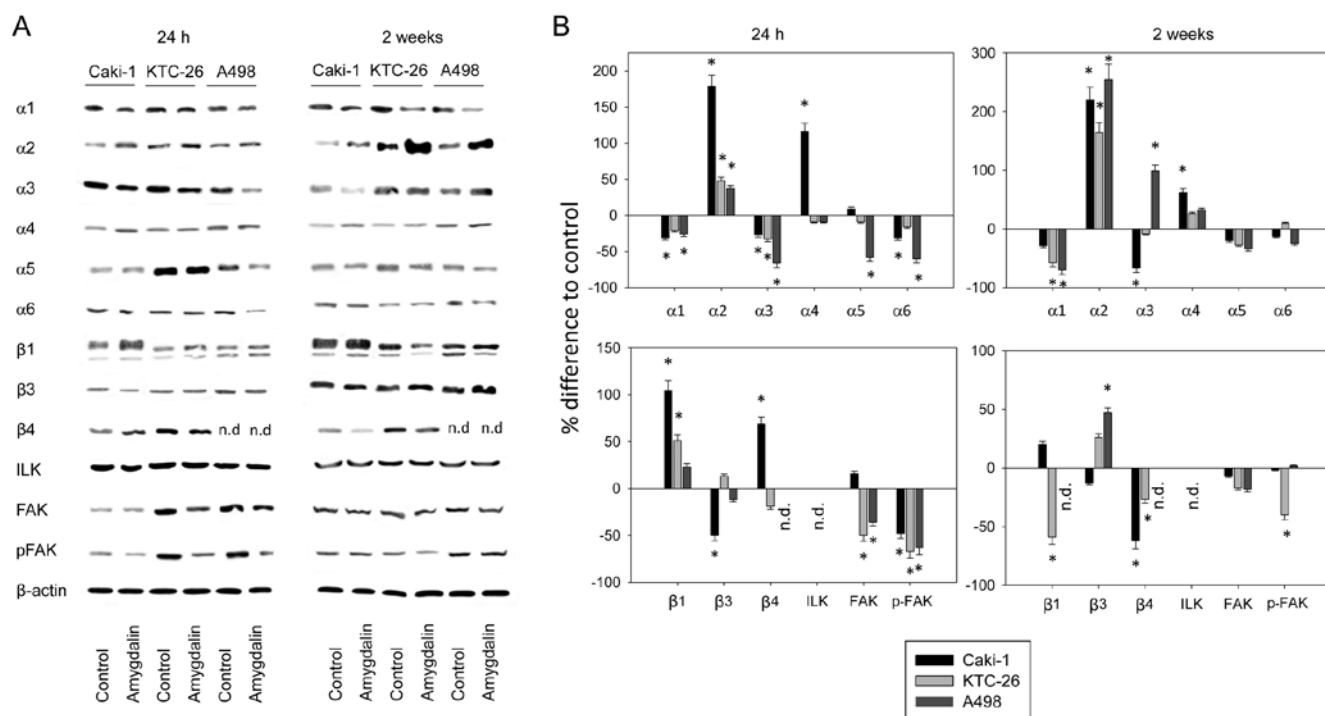 A
24 h
2 weeks
Caki-1 KTC-26 A498
Caki-1 KTC-26 A498
α1
α2
α3
α4
α5
α6
β1
β3
β4
n.d n.d
n.d n.d
ILK
FAK
pFAK
β-actin
Control
Amygdalin
Control
Amygdalin
Control
Amygdalin
Control
Amygdalin
Control
Amygdalin
Control
Amygdalin
B
% difference to control
24 h
200
150
100
50
0
-50
-100
* * * * * * * * * * * * *
α1 α2 α3 α4 α5 α6
2 weeks
300
200
100
0
-100
* * * * * * * *
α1 α2 α3 α4 α5 α6
150
100
50
0
-50
-100
* * * * * * * * *
n.d. n.d.
β1 β3 β4 ILK FAK p-FAK
100
50
0
-50
-100
* * * * *
n.d. n.d. n.d.
β1 β3 β4 ILK FAK p-FAK
Caki-1
KTC-26
A498